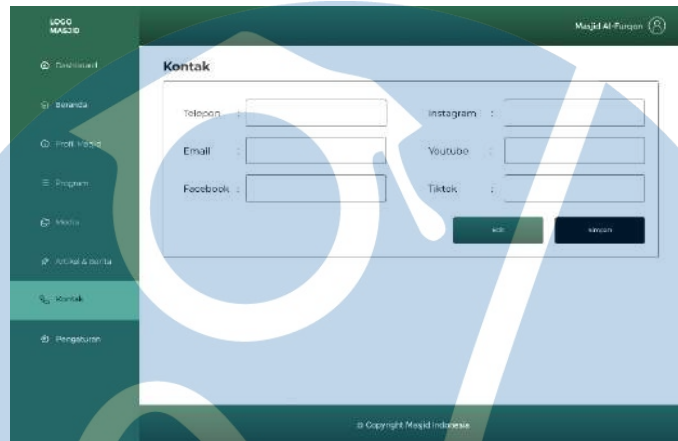 LOGO
MASJID
Masjid Al-Furqon
Dashboard
Kontak
Beranda
Telepon :
Instagram :
Profil Masjid
Email :
Youtube :
Program
Facebook :
Tiktok :
Media
edit
simpan
Artikel & Berita
Kontak
Pengaturan
© Copyright Masjid Indonesia